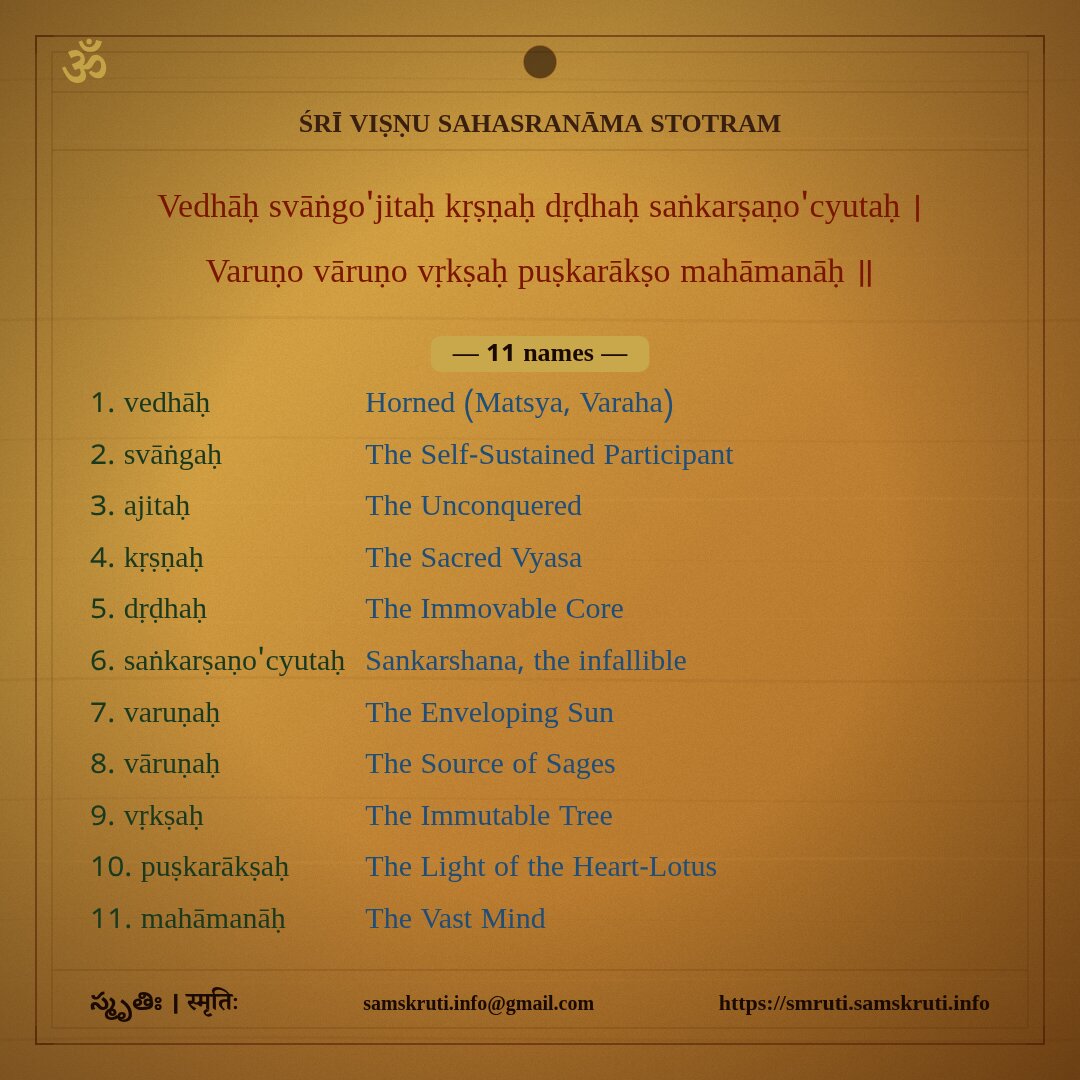 ॐ
ŚRĪ VIṢṆU SAHASRANĀMA STOTRAM
Vedhāḥ svāṅgo'jitaḥ kṛṣṇaḥ dṛḍhaḥ saṅkarṣaṇo'cyutaḥ |
Varuṇo vāruṇo vṛkṣaḥ puṣkarākṣo mahāmanāḥ ||
— 11 names —
1. vedhāḥ Horned (Matsya, Varaha)
2. svāṅgaḥ The Self-Sustained Participant
3. ajitaḥ The Unconquered
4. kṛṣṇaḥ The Sacred Vyasa
5. dṛḍhaḥ The Immovable Core
6. saṅkarṣaṇo'cyutaḥ Sankarshana, the infallible
7. varuṇaḥ The Enveloping Sun
8. vāruṇaḥ The Source of Sages
9. vṛkṣaḥ The Immutable Tree
10. puṣkarākṣaḥ The Light of the Heart-Lotus
11. mahāmanāḥ The Vast Mind
స్మృతిః | स्मृतिः samskruti.info@gmail.com https://smruti.samskruti.info